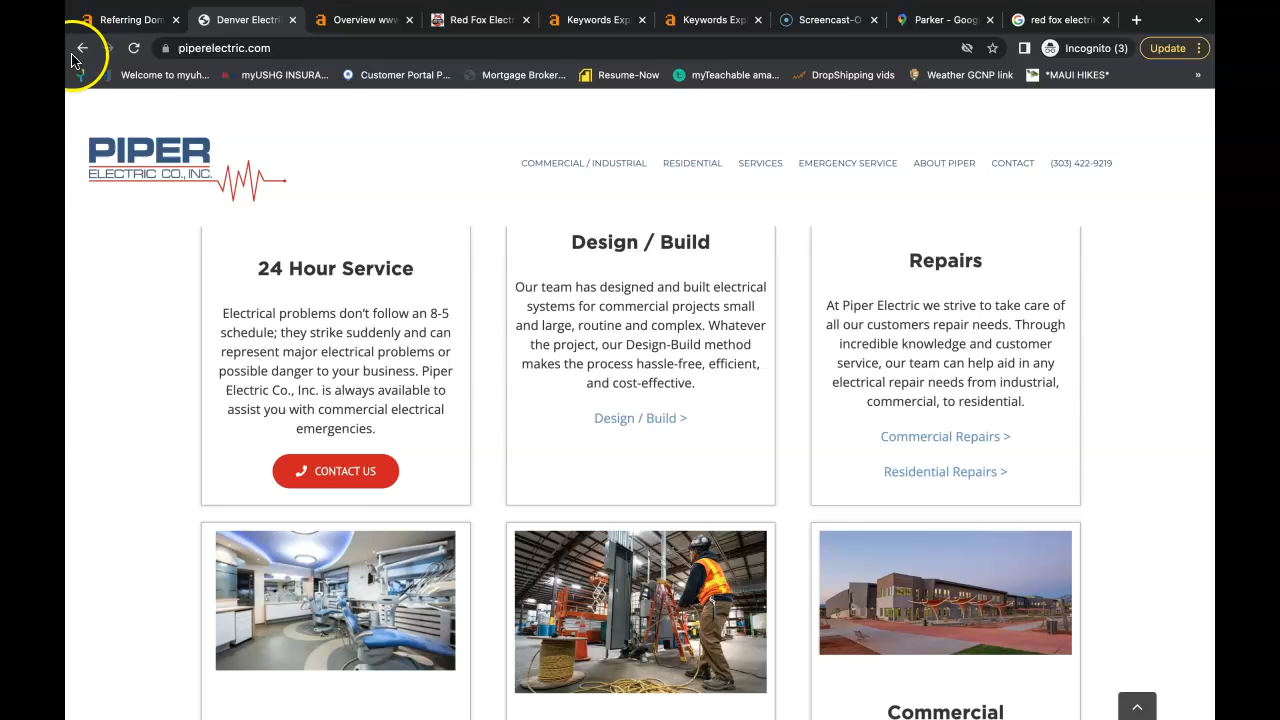 Referring Dom
Denver Electri
Overview www
Red Fox Electr
Keywords Exp
Keywords Expl
Screencast-O
Parker - Goog
red fox electri
piperelectric.com
Incognito (3)
Update
Welcome to myuh...
myUSHG INSURA...
Customer Portal P...
Mortgage Broker...
Resume-Now
myTeachable ama...
DropShipping vids
Weather GCNP link
*MAUI HIKES*
»
PIPER
ELECTRIC CO., INC.
COMMERCIAL / INDUSTRIAL
RESIDENTIAL
SERVICES
EMERGENCY SERVICE
ABOUT PIPER
CONTACT
(303) 422-9219
24 Hour Service
Electrical problems don't follow an 8-5
schedule; they strike suddenly and can
represent major electrical problems or
possible danger to your business. Piper
Electric Co., Inc. is always available to
assist you with commercial electrical
emergencies.
CONTACT US
Design / Build
Our team has designed and built electrical
systems for commercial projects small
and large, routine and complex. Whatever
the project, our Design-Build method
makes the process hassle-free, efficient,
and cost-effective.
Design / Build >
Repairs
At Piper Electric we strive to take care of
all our customers repair needs. Through
incredible knowledge and customer
service, our team can help aid in any
electrical repair needs from industrial,
commercial, to residential.
Commercial Repairs >
Residential Repairs >
Commercial